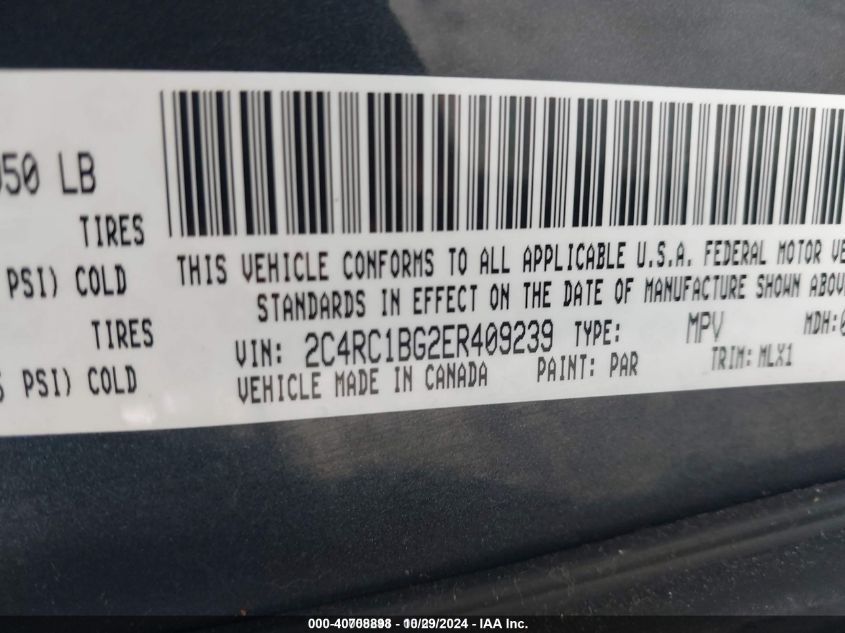 50 LB
TIRES
PSI) COLD
TIRES
PSI) COLD
THIS VEHICLE CONFORMS TO ALL APPLICABLE U.S.A. FEDERAL MOTOR
STANDARDS IN EFFECT ON THE DATE OF MANUFACTURE SHOWN ABOVE
VIN: 2C4RC1BG2ER409239 TYPE: MPV MDH:
VEHICLE MADE IN CANADA PAINT: PAR TRIM: MLX1
10/29/2024 - IAA Inc.